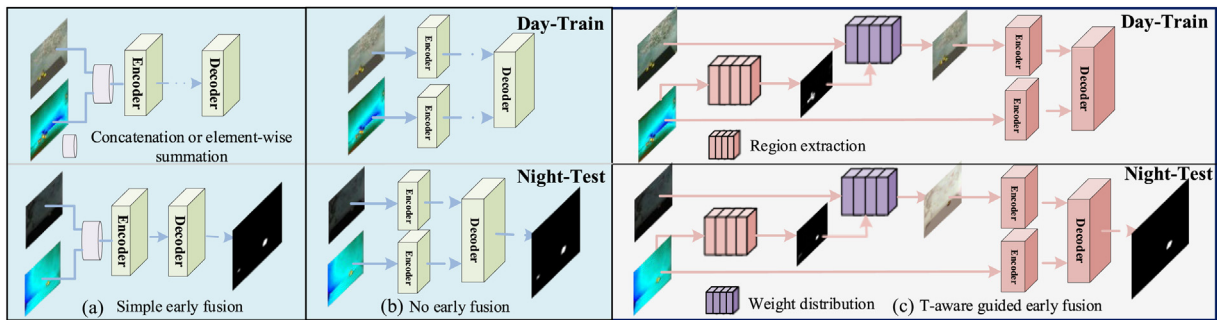 Day-Train
Encoder
Decoder
Concatenation or element-wise
summation
Encoder
Encoder
Decoder
Day-Train
Encoder
Encoder
Decoder
Region extraction
Night-Test
Encoder
Decoder
(a) Simple early fusion
Encoder
Encoder
Decoder
(b) No early fusion
Night-Test
Encoder
Encoder
Decoder
Weight distribution
(c) T-aware guided early fusion